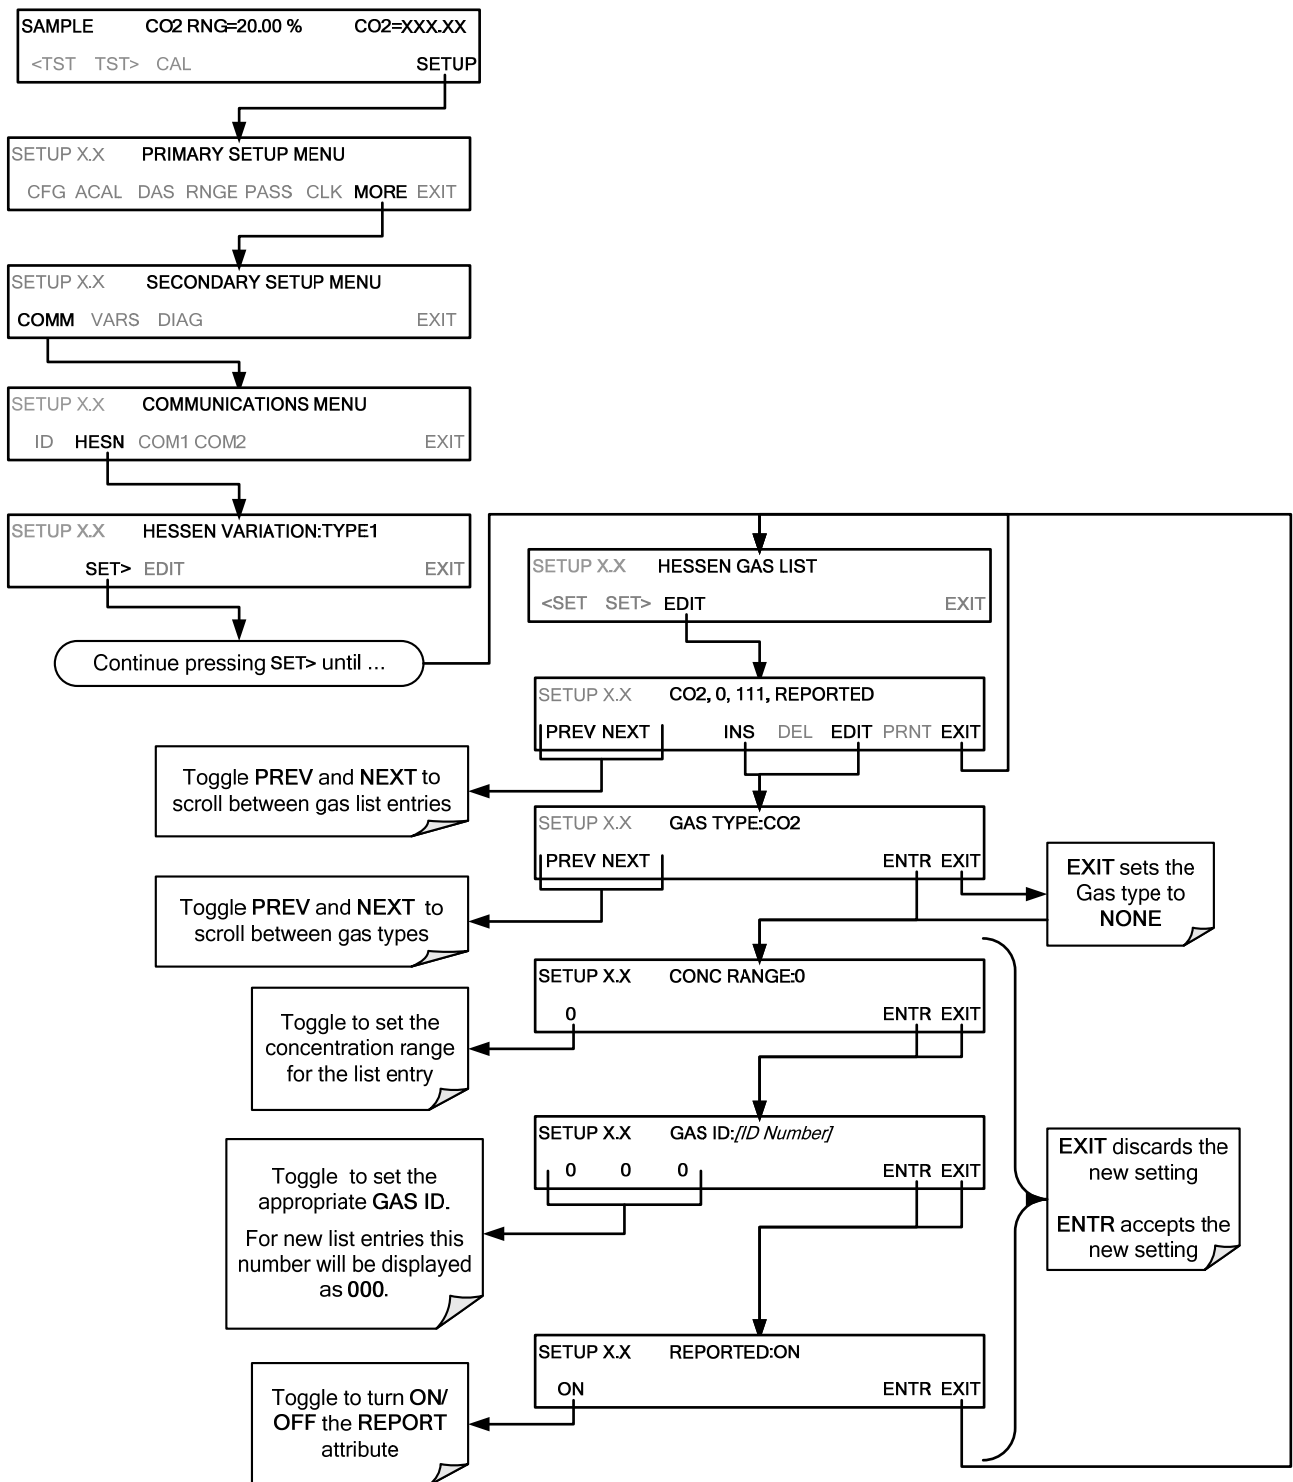 SAMPLE CO2 RNG=20.00 % CO2=XXX.XX
<TST TST> CAL SETUP
SETUP X.X PRIMARY SETUP MENU
CFG ACAL DAS RNGE PASS CLK MORE EXIT
SETUP X.X SECONDARY SETUP MENU
COMM VARS DIAG EXIT
SETUP X.X COMMUNICATIONS MENU
ID HESN COM1 COM2 EXIT
SETUP X.X HESSEN VARIATION:TYPE1
SET> EDIT EXIT
Continue pressing SET> until ...
SETUP X.X HESSEN GAS LIST
<SET SET> EDIT EXIT
SETUP X.X CO2, 0, 111, REPORTED
PREV NEXT INS DEL EDIT PRNT EXIT
Toggle PREV and NEXT to
scroll between gas list entries
SETUP X.X GAS TYPE:CO2
PREV NEXT ENTR EXIT
EXIT sets the
Gas type to
NONE
Toggle PREV and NEXT to
scroll between gas types
SETUP X.X CONC RANGE:0
0 ENTR EXIT
Toggle to set the
concentration range
for the list entry
SETUP X.X GAS ID:[ID Number]
0 0 0 ENTR EXIT
Toggle to set the
appropriate GAS ID.
For new list entries this
number will be displayed
as 000.
EXIT discards the
new setting
ENTR accepts the
new setting
SETUP X.X REPORTED:ON
ON ENTR EXIT
Toggle to turn ON/
OFF the REPORT
attribute